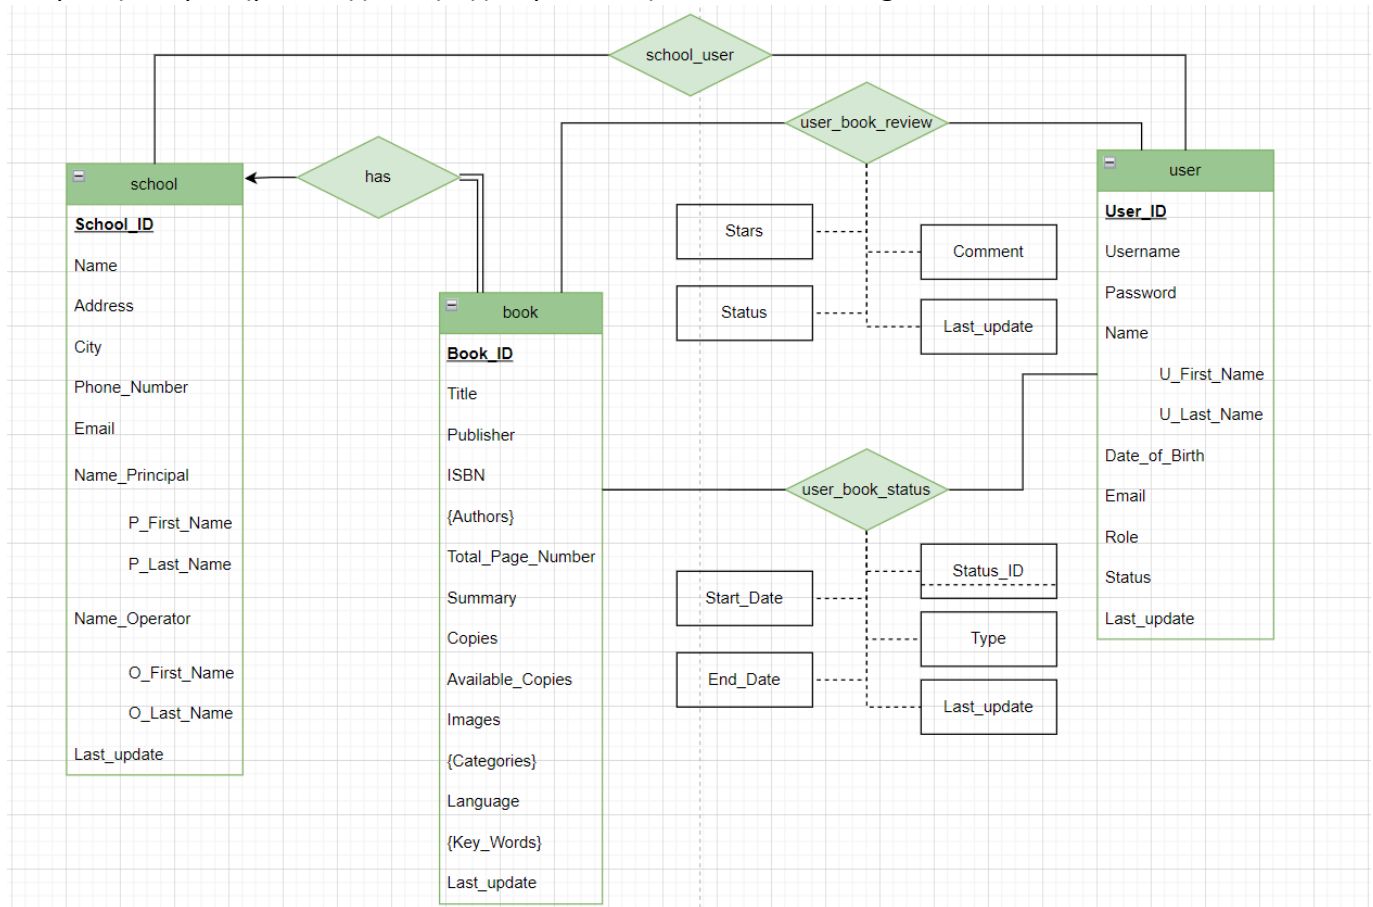 school_user
user_book_review
has
school
School_ID
Name
Address
City
Phone_Number
Email
Name_Principal
P_First_Name
P_Last_Name
Name_Operator
O_First_Name
O_Last_Name
Last_update
book
Book_ID
Title
Publisher
ISBN
{Authors}
Total_Page_Number
Summary
Copies
Available_Copies
Images
{Categories}
Language
{Key_Words}
Last_update
Stars
Comment
Status
Last_update
user_book_status
Status_ID
Start_Date
Type
End_Date
Last_update
user
User_ID
Username
Password
Name
U_First_Name
U_Last_Name
Date_of_Birth
Email
Role
Status
Last_update